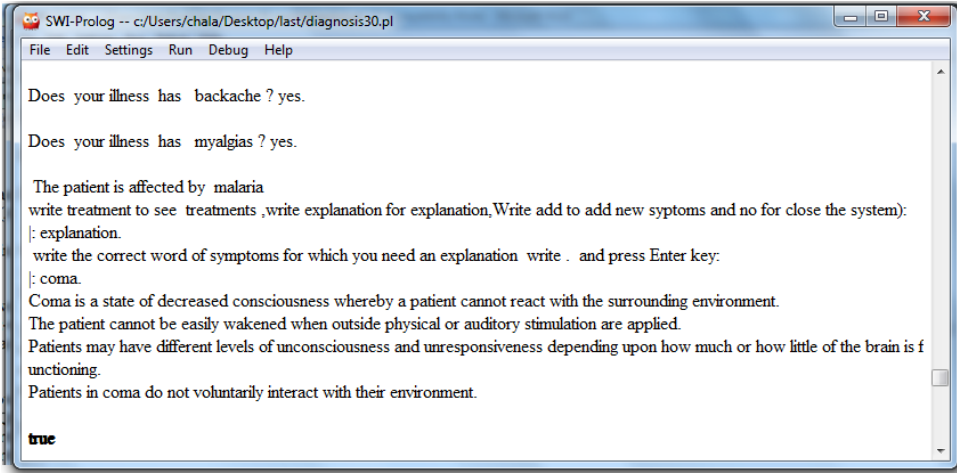 SWI-Prolog -- c:/Users/chala/Desktop/last/diagnosis30.pl
File Edit Settings Run Debug Help
Does your illness has backache ? yes.
Does your illness has myalgias ? yes.
The patient is affected by malaria
write treatment to see treatments ,write explanation for explanation,Write add to add new syptoms and no for close the system):
|: explanation.
write the correct word of symptoms for which you need an explanation write . and press Enter key:
|: coma.
Coma is a state of decreased consciousness whereby a patient cannot react with the surrounding environment.
The patient cannot be easily wakened when outside physical or auditory stimulation are applied.
Patients may have different levels of unconsciousness and unresponsiveness depending upon how much or how little of the brain is f
unctioning.
Patients in coma do not voluntarily interact with their environment.
true